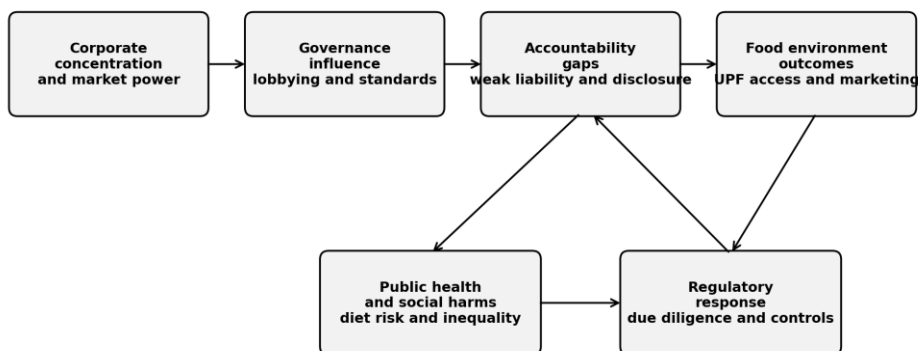 Corporate
concentration
and market power
Governance
influence
lobbying and standards
Accountability
gaps
weak liability and disclosure
Food environment
outcomes
UPF access and marketing
Public health
and social harms
diet risk and inequality
Regulatory
response
due diligence and controls